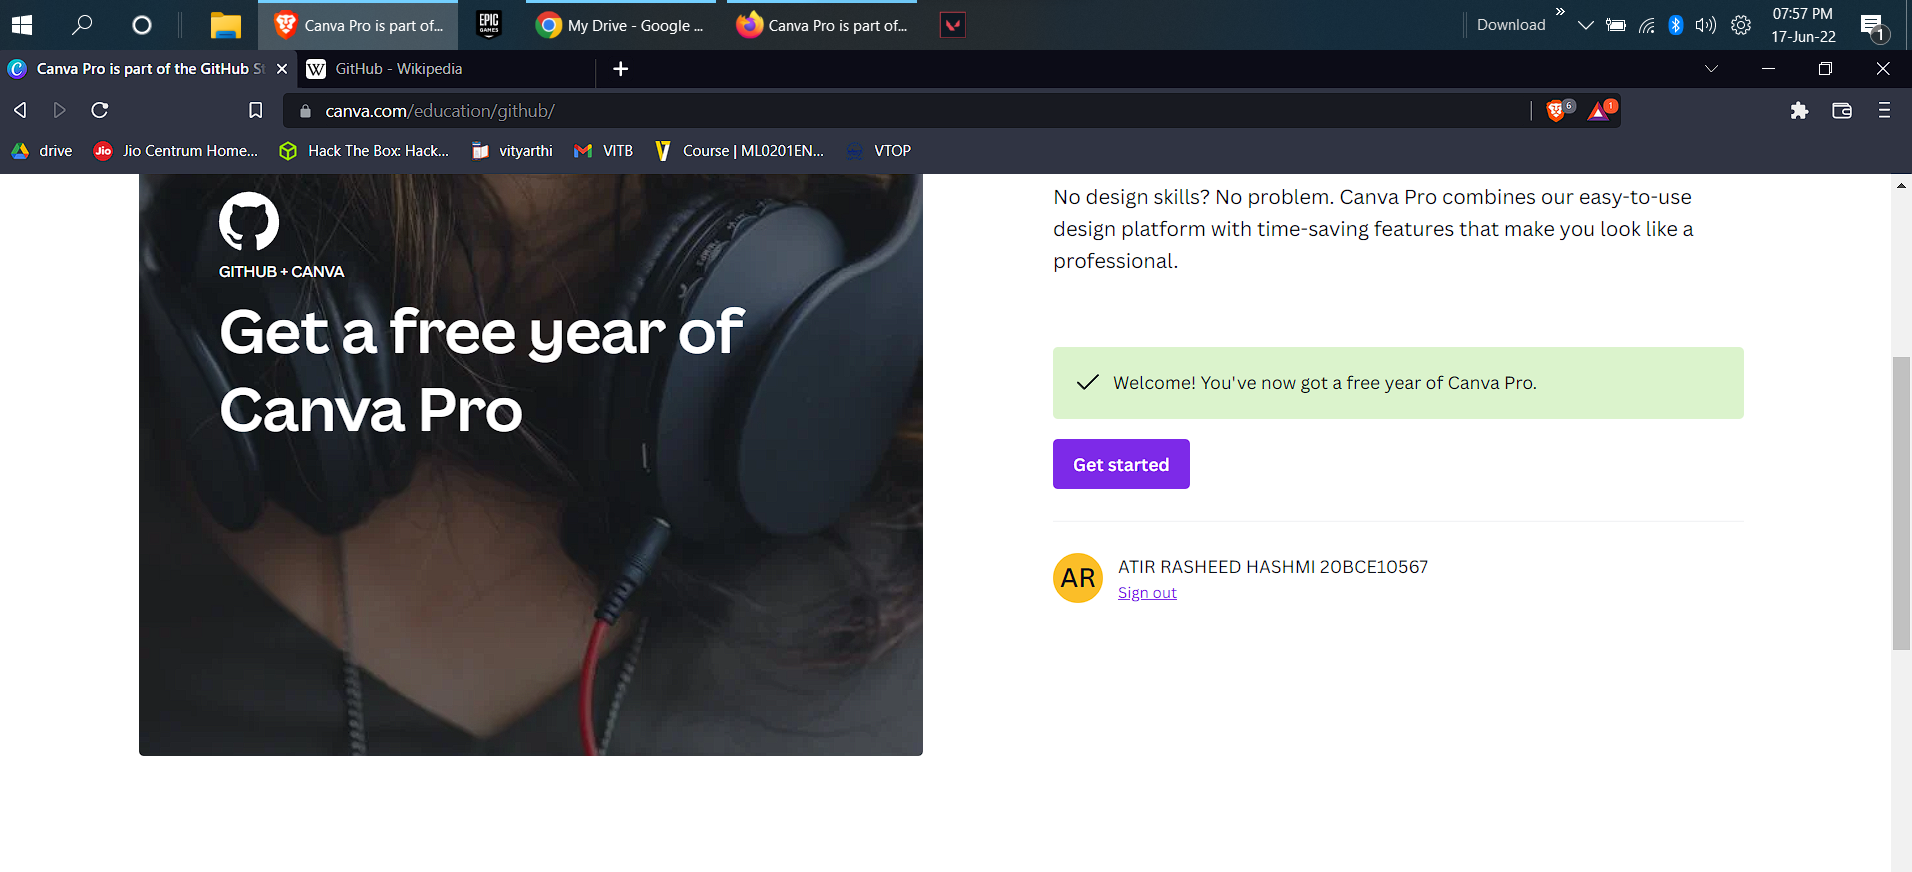 Canva Pro is part of...
EPIC
GAMES
My Drive - Google ...
Canva Pro is part of...
Download
»
07:57 PM
17-Jun-22
1
Canva Pro is part of the GitHub St
W
GitHub - Wikipedia
canva.com/education/github/
6
1
drive
Jio
Jio Centrum Home...
Hack The Box: Hack...
vityarthi
VITB
Course | ML0201EN...
VTOP
GITHUB + CANVA
Get a free year of
Canva Pro
No design skills? No problem. Canva Pro combines our easy-to-use
design platform with time-saving features that make you look like a
professional.
Welcome! You've now got a free year of Canva Pro.
Get started
AR
ATIR RASHEED HASHMI 20BCE10567
Sign out